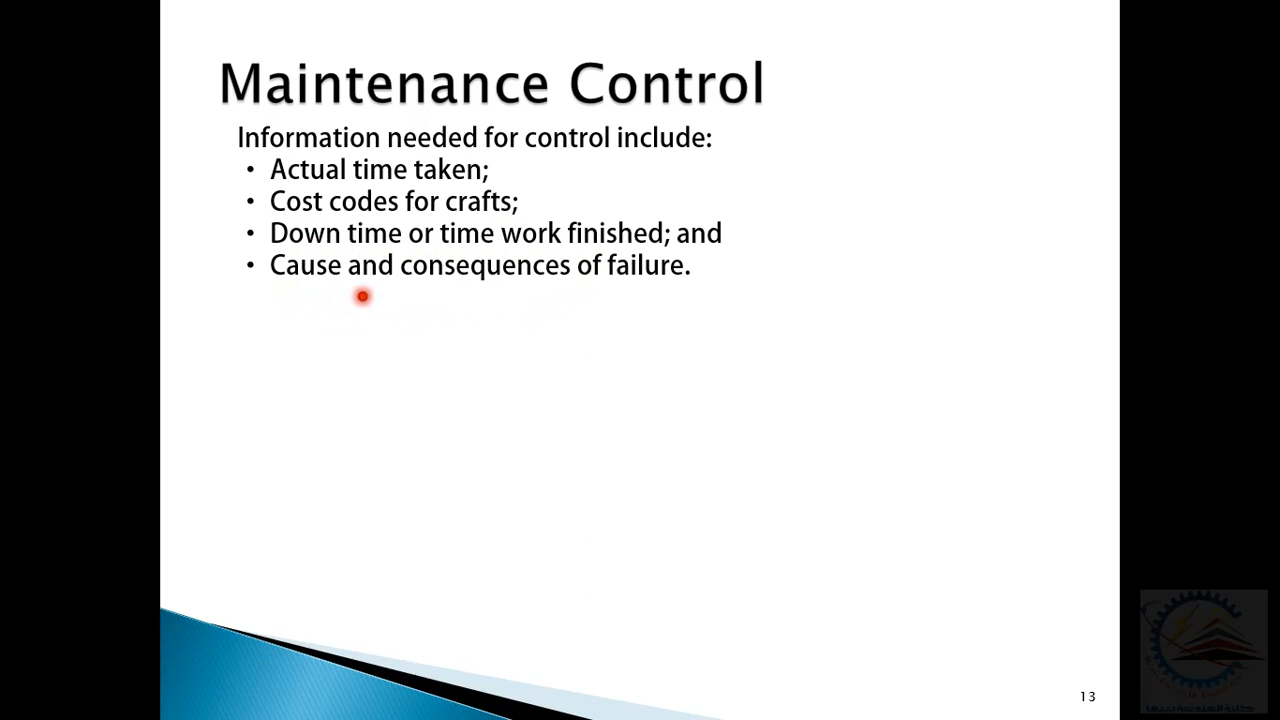 Maintenance Control
Information needed for control include:
• Actual time taken;
• Cost codes for crafts;
• Down time or time work finished; and
• Cause and consequences of failure.
13